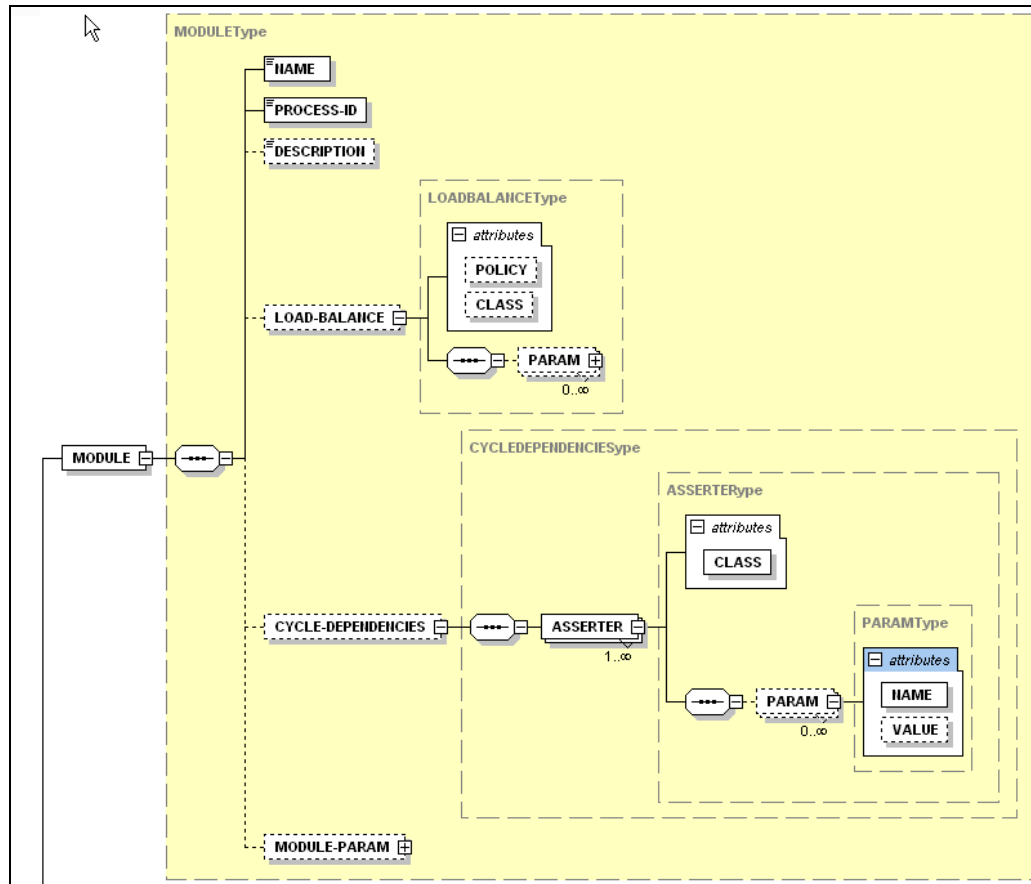 MODULEType
NAME
PROCESS-ID
DESCRIPTION
LOADBALANCEType
attributes
POLICY
CLASS
LOAD-BALANCE
PARAM
0..∞
CYCLEDEPENDENCIESype
MODULE
ASSERTERype
attributes
CLASS
PARAMType
CYCLE-DEPENDENCIES
ASSERTER
1..∞
attributes
NAME
PARAM
0..∞
VALUE
MODULE-PARAM